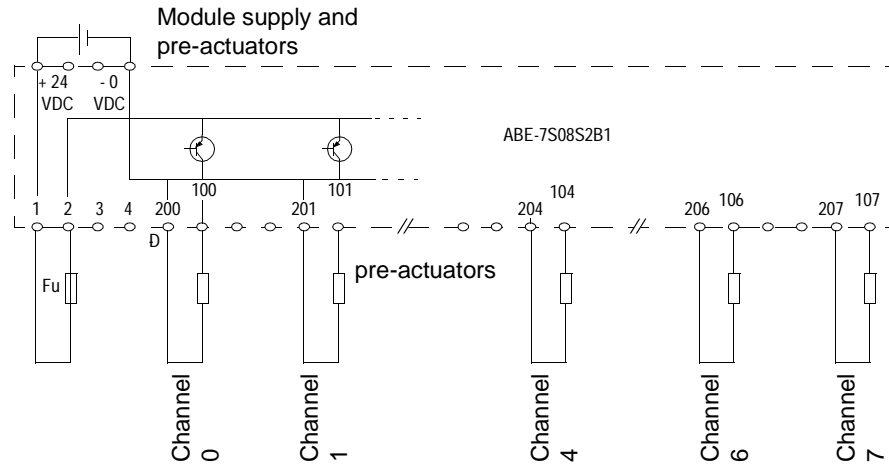 Module supply and
pre-actuators
+ 24
VDC
- 0
VDC
ABE-7S08S2B1
100
101
1
2
3
4
200
201
204
104
206
106
207
107
Đ
Fu
pre-actuators
Channel
0
Channel
1
Channel
4
Channel
6
Channel
7